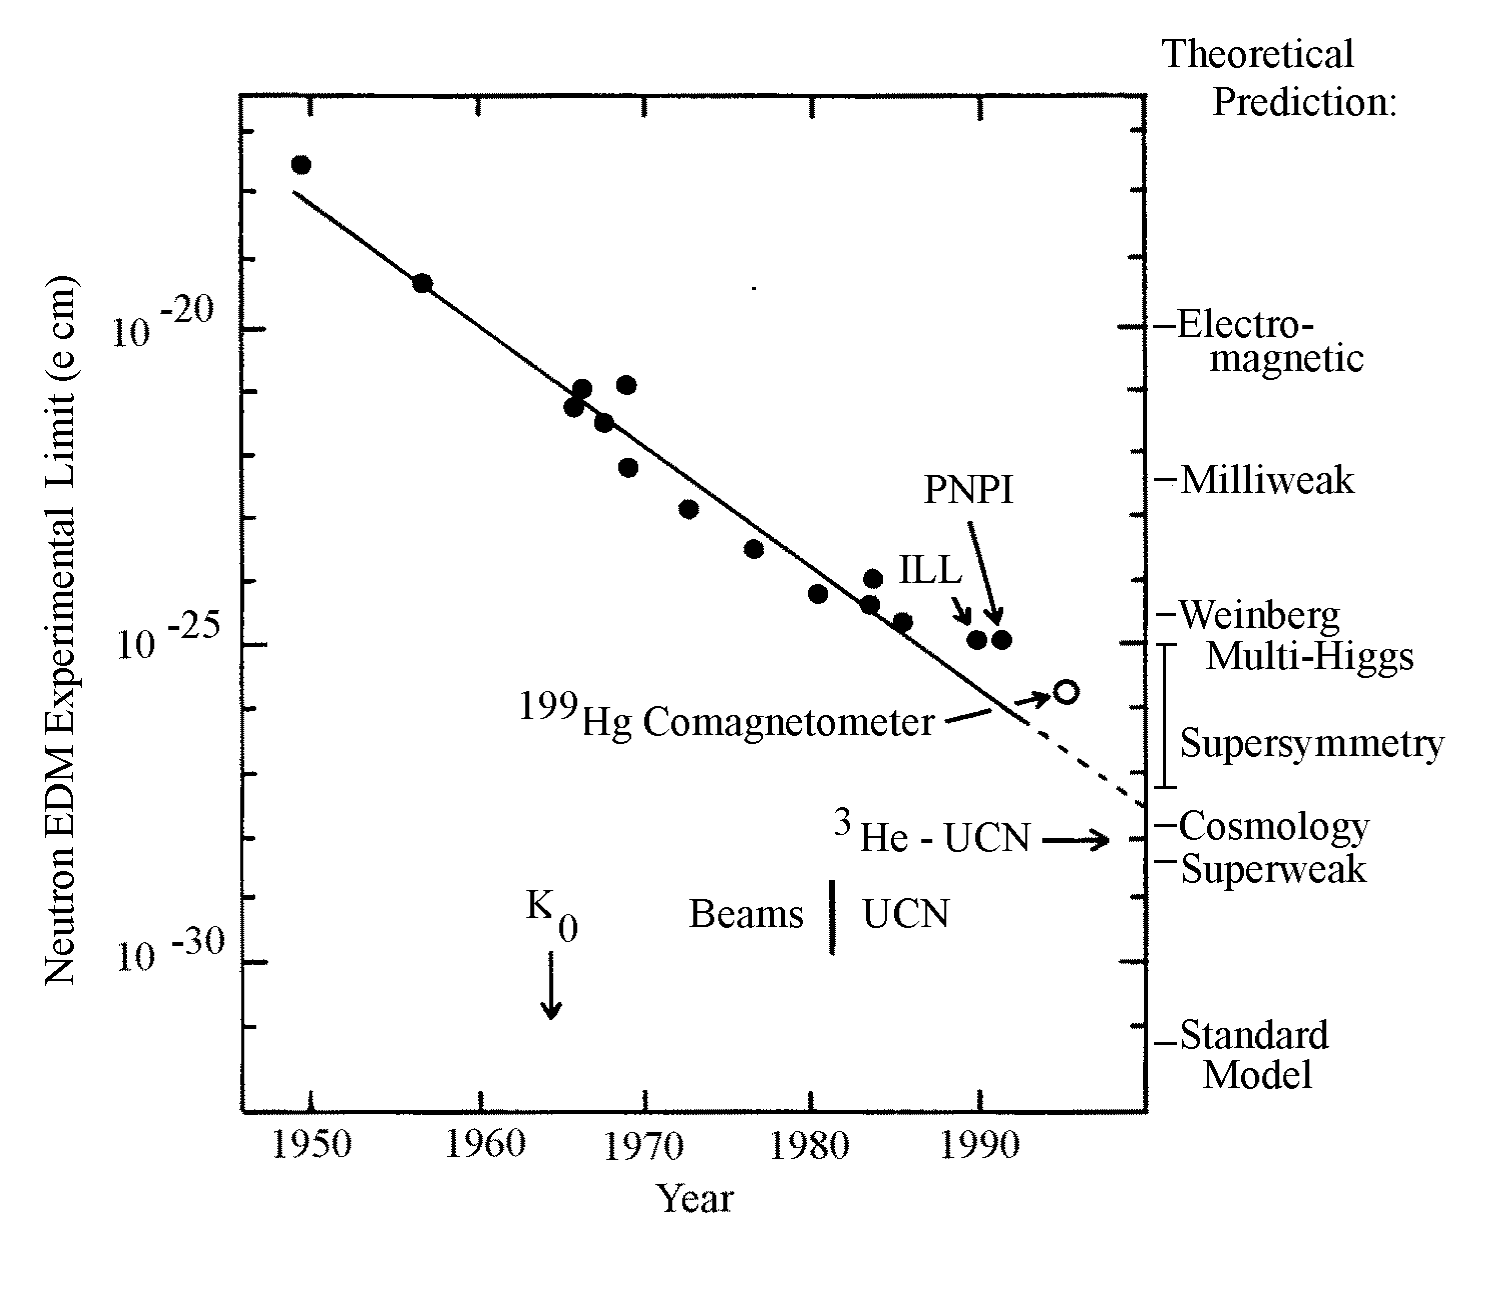 Theoretical
Prediction:
Neutron EDM Experimental Limit (e cm)
10 -20
10 -25
10 -30
Electro-
magnetic
Milliweak
PNPI
ILL
Weinberg
Multi-Higgs
199Hg Comagnetometer
Supersymmetry
3 He - UCN
Cosmology
Superweak
K0
Beams
UCN
Standard
Model
1950
1960
1970
1980
1990
Year